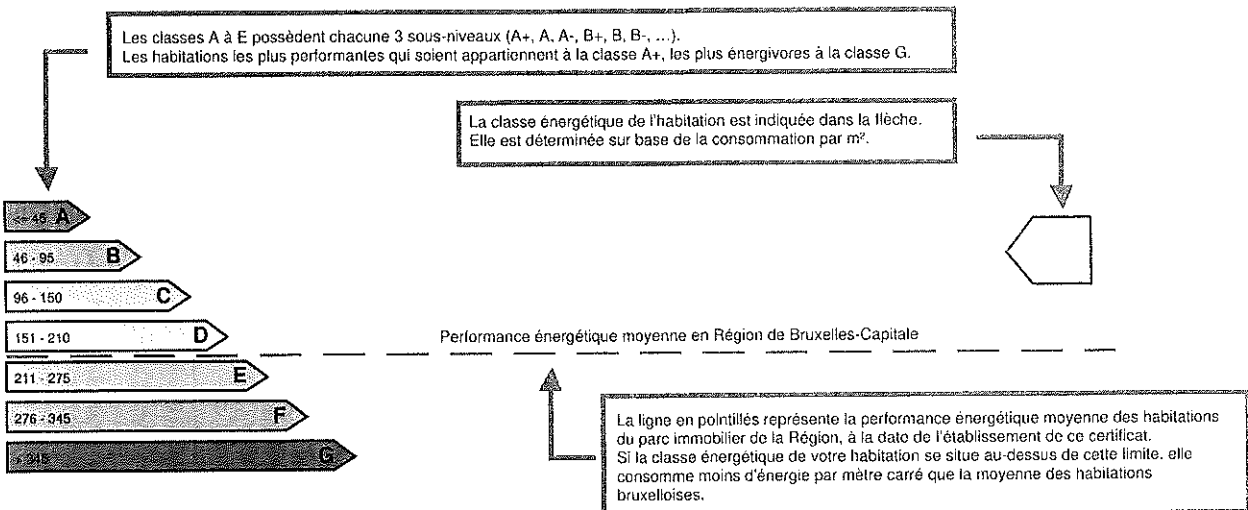 Les classes A à E possèdent chacune 3 sous-niveaux (A+, A, A-, B+, B, B-, ...).
Les habitations les plus performantes qui soient appartiennent à la classe A+, les plus énergivores à la classe G.
La classe énergétique de l'habitation est indiquée dans la flèche.
Elle est déterminée sur base de la consommation par m².
<= 45 A
46 - 95 B
96 - 150 C
151 - 210 D
Performance énergétique moyenne en Région de Bruxelles-Capitale
211 - 275 E
276 - 345 F
> 345 G
La ligne en pointillés représente la performance énergétique moyenne des habitations
du parc immobilier de la Région, à la date de l'établissement de ce certificat.
Si la classe énergétique de votre habitation se situe au-dessus de cette limite. elle
consomme moins d'énergie par mètre carré que la moyenne des habitations
bruxelloises.